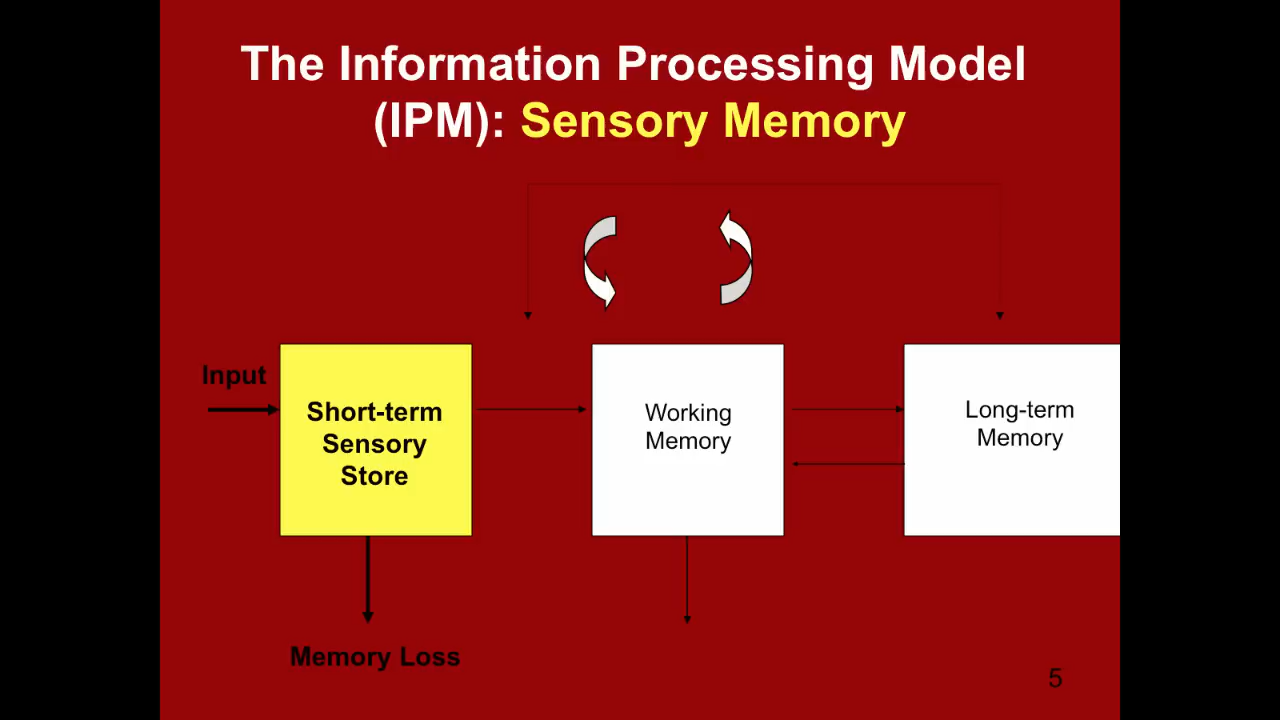 The Information Processing Model
(IPM): Sensory Memory
Input
Short-term
Sensory
Store
Working
Memory
Long-term
Memory
Memory Loss
5